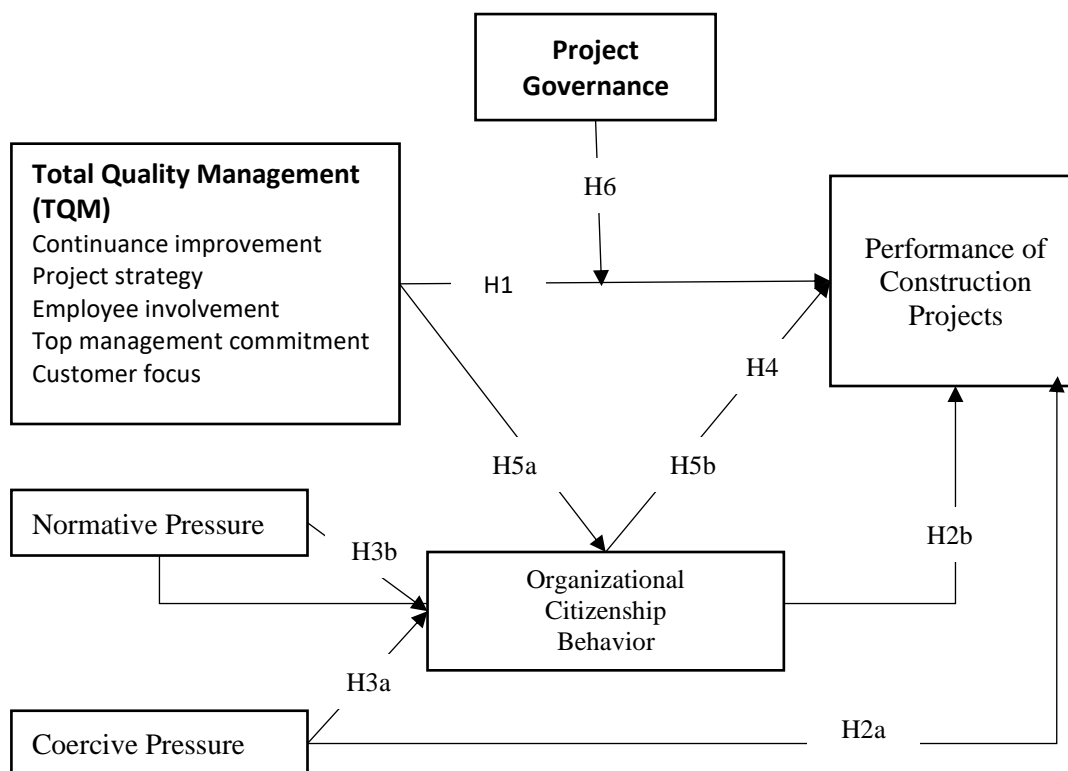 Project
Governance
Total Quality Management
(TQM)
Continuance improvement
Project strategy
Employee involvement
Top management commitment
Customer focus
H6
H1
Performance of
Construction
Projects
H4
H5a
H5b
Normative Pressure
H3b
H2b
Organizational
Citizenship
Behavior
H3a
Coercive Pressure
H2a